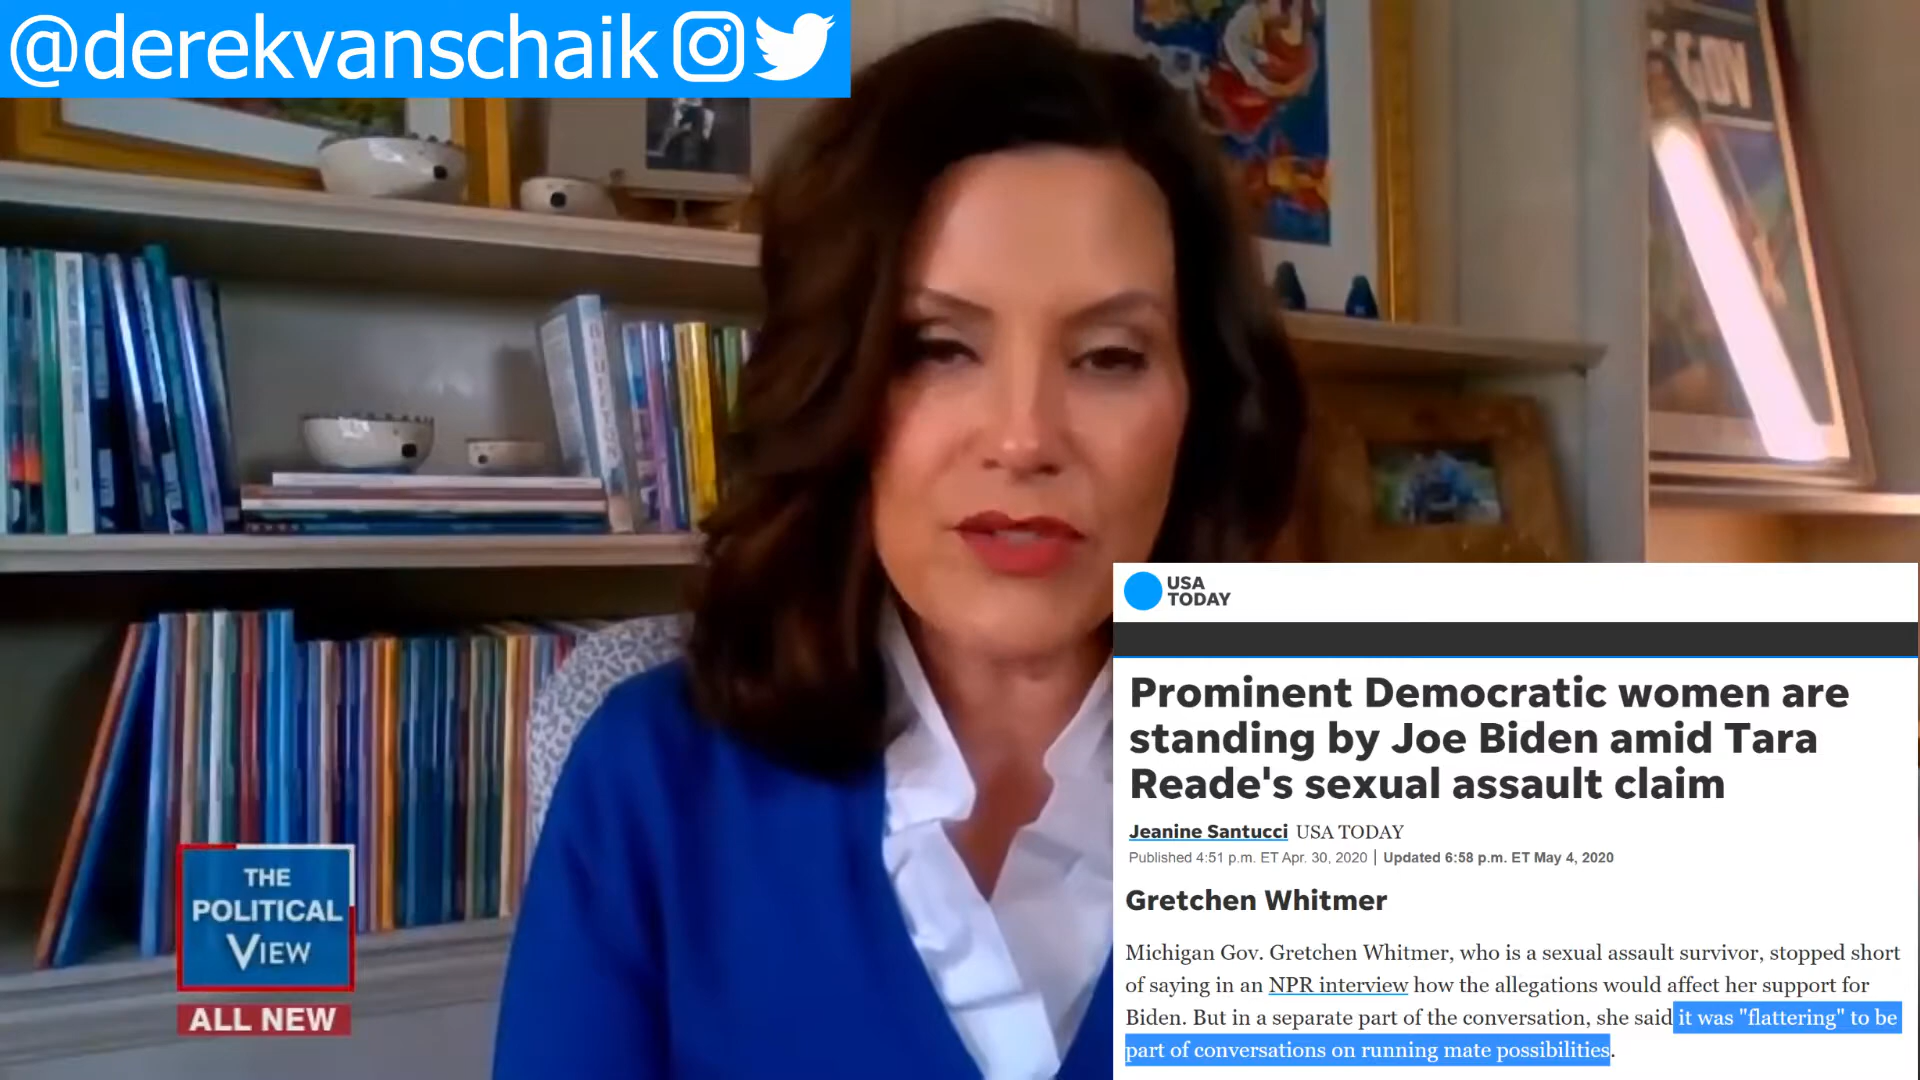 @derekvanschaik
GOV
THE
POLITICAL
VIEW
ALL NEW
USA
TODAY
Prominent Democratic women are
standing by Joe Biden amid Tara
Reade's sexual assault claim
Jeanine Santucci USA TODAY
Published 4:51 p.m. ET Apr. 30, 2020 | Updated 6:58 p.m. ET May 4, 2020
Gretchen Whitmer
Michigan Gov. Gretchen Whitmer, who is a sexual assault survivor, stopped short
of saying in an NPR interview how the allegations would affect her support for
Biden. But in a separate part of the conversation, she said it was "flattering" to be
part of conversations on running mate possibilities.